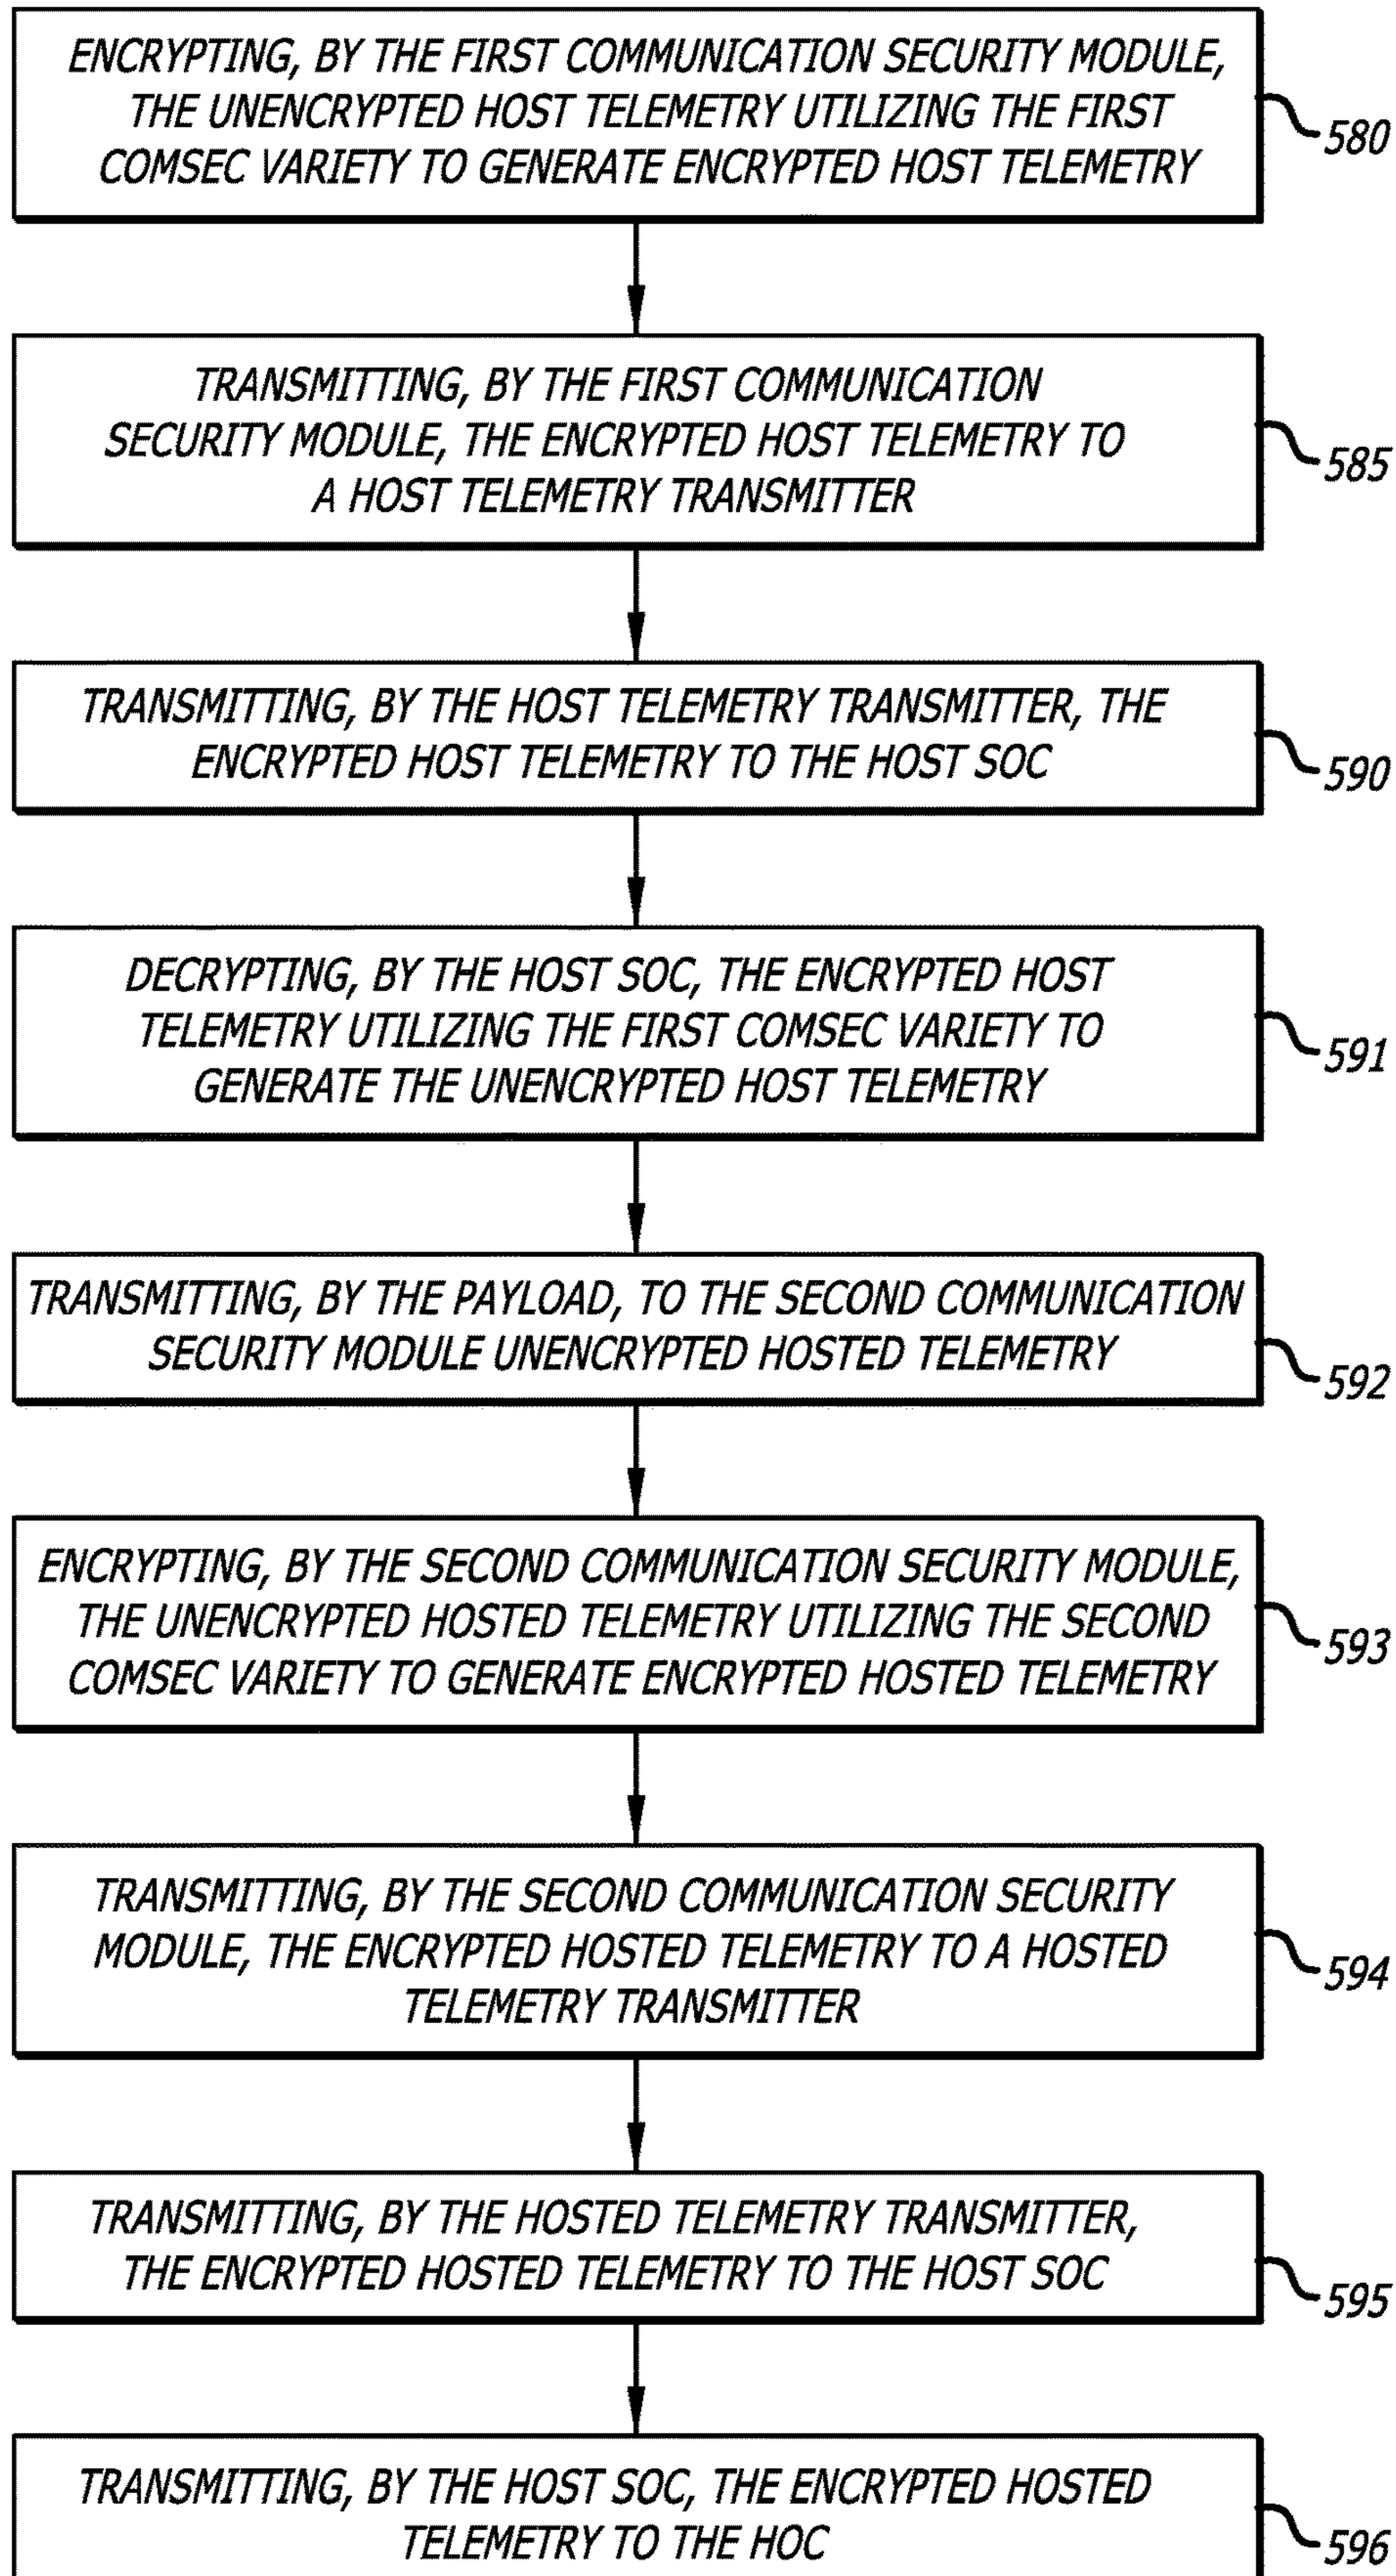 ENCRYPTING, BY THE FIRST COMMUNICATION SECURITY MODULE,
THE UNENCRYPTED HOST TELEMETRY UTILIZING THE FIRST
COMSEC VARIETY TO GENERATE ENCRYPTED HOST TELEMETRY
580
TRANSMITTING, BY THE FIRST COMMUNICATION
SECURITY MODULE, THE ENCRYPTED HOST TELEMETRY TO
A HOST TELEMETRY TRANSMITTER
585
TRANSMITTING, BY THE HOST TELEMETRY TRANSMITTER, THE
ENCRYPTED HOST TELEMETRY TO THE HOST SOC
590
DECRYPTING, BY THE HOST SOC, THE ENCRYPTED HOST
TELEMETRY UTILIZING THE FIRST COMSEC VARIETY TO
GENERATE THE UNENCRYPTED HOST TELEMETRY
591
TRANSMITTING, BY THE PAYLOAD, TO THE SECOND COMMUNICATION
SECURITY MODULE UNENCRYPTED HOSTED TELEMETRY
592
ENCRYPTING, BY THE SECOND COMMUNICATION SECURITY MODULE,
THE UNENCRYPTED HOSTED TELEMETRY UTILIZING THE SECOND
COMSEC VARIETY TO GENERATE ENCRYPTED HOSTED TELEMETRY
593
TRANSMITTING, BY THE SECOND COMMUNICATION SECURITY
MODULE, THE ENCRYPTED HOSTED TELEMETRY TO A HOSTED
TELEMETRY TRANSMITTER
594
TRANSMITTING, BY THE HOSTED TELEMETRY TRANSMITTER,
THE ENCRYPTED HOSTED TELEMETRY TO THE HOST SOC
595
TRANSMITTING, BY THE HOST SOC, THE ENCRYPTED HOSTED
TELEMETRY TO THE HOC
596